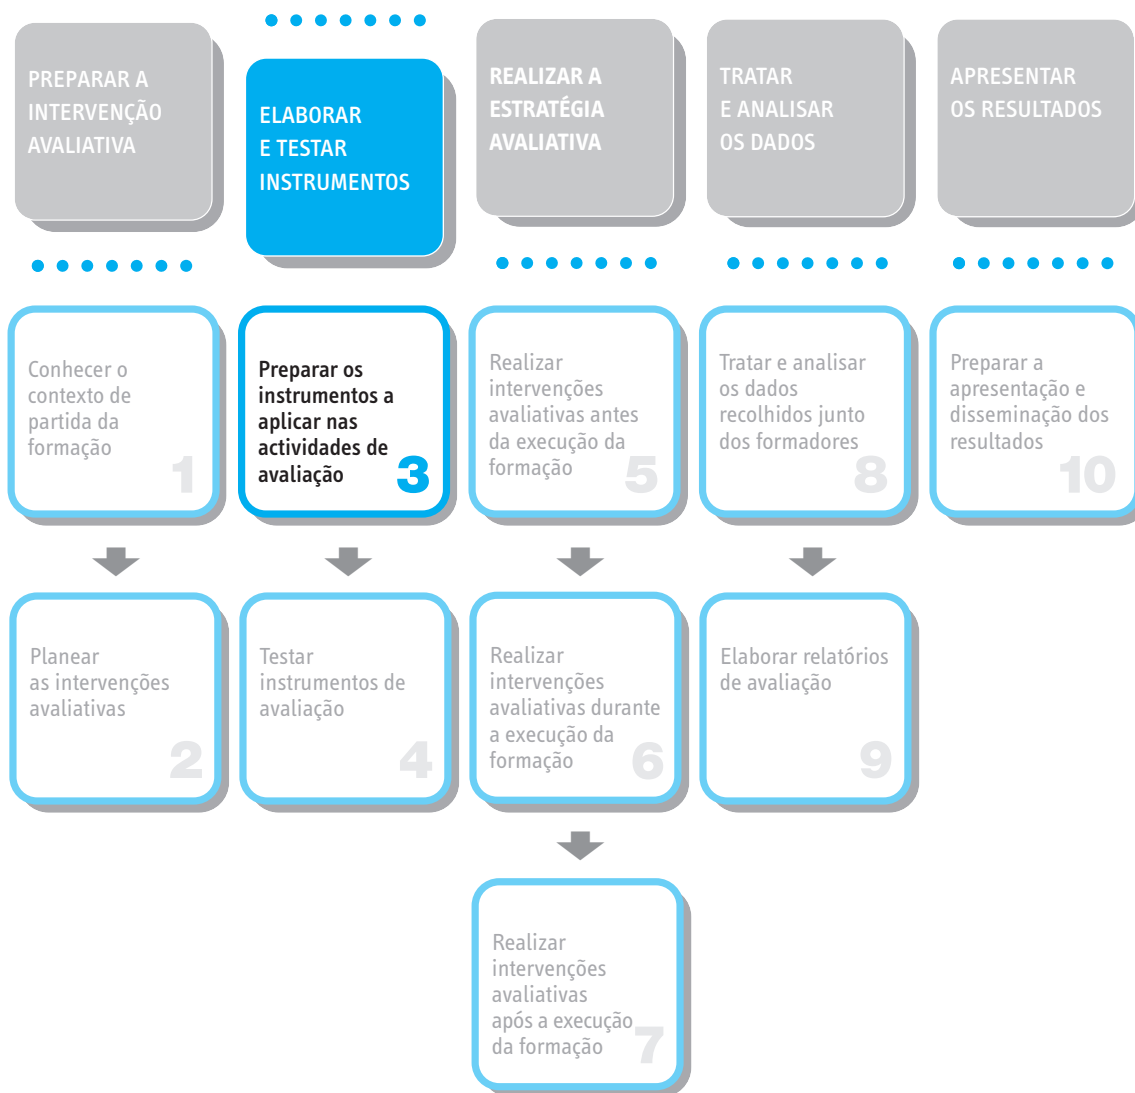 PREPARAR A
INTERVENÇÃO
AVALIATIVA
ELABORAR
E TESTAR
INSTRUMENTOS
REALIZAR A
ESTRATÉGIA
AVALIATIVA
TRATAR
E ANALISAR
OS DADOS
APRESENTAR
OS RESULTADOS
Conhecer o
contexto de
partida da
formação
1
Preparar os
instrumentos a
aplicar nas
actividades de
avaliação
3
Realizar
intervenções
avaliativas antes
da execução da
formação
5
Tratar e analisar
os dados
recolhidos junto
dos formadores
8
Preparar a
apresentação e
disseminação dos
resultados
10
Planear
as intervenções
avaliativas
2
Testar
instrumentos de
avaliação
4
Realizar
intervenções
avaliativas durante
a execução da
formação
6
Elaborar relatórios
de avaliação
9
Realizar
intervenções
avaliativas
após a execução
da formação
7